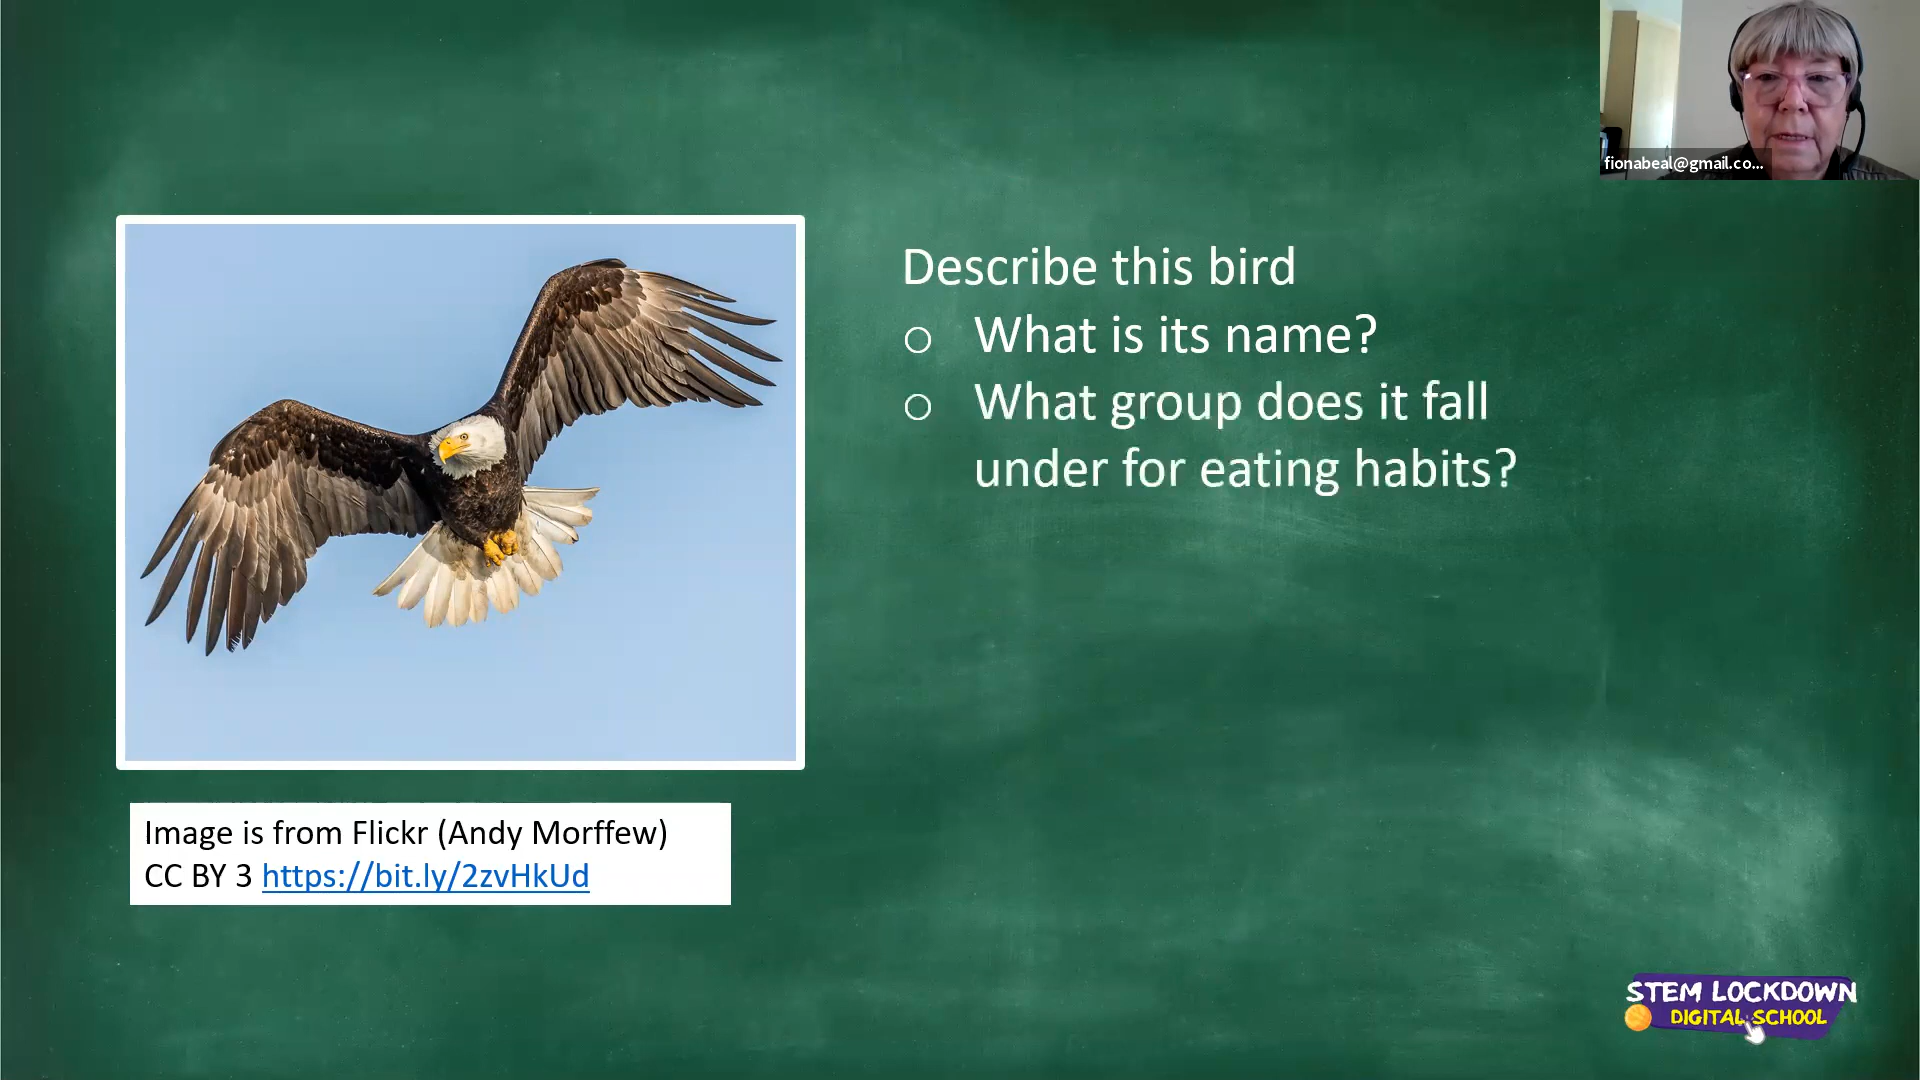 fionabeal@gmail.co...
Describe this bird
What is its name?
What group does it fall
under for eating habits?
Image is from Flickr (Andy Morffew)
CC BY 3 https://bit.ly/2zvHkUd
STEM LOCKDOWN
DIGITAL SCHOOL